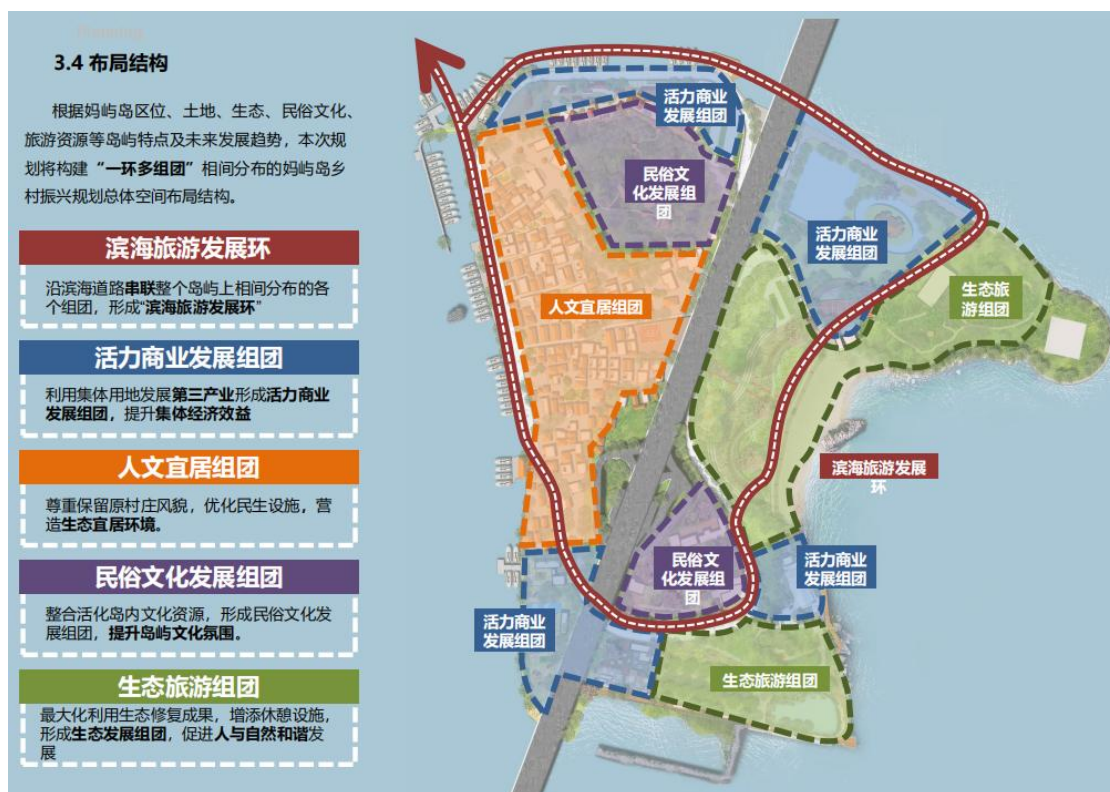 Planning
3.4 布局结构
根据妈屿岛区位、土地、生态、民俗文化、
旅游资源等岛屿特点及未来发展趋势，本次规
划将构建“一环多组团”相间分布的妈屿岛乡
村振兴规划总体空间布局结构。
滨海旅游发展环
沿滨海道路串联整个岛屿上相间分布的各
个组团，形成“滨海旅游发展环”
活力商业发展组团
利用集体用地发展第三产业形成活力商业
发展组团，提升集体经济效益
人文宜居组团
尊重保留原村庄风貌，优化民生设施，营
造生态宜居环境。
民俗文化发展组团
整合活化岛内文化资源，形成民俗文化发
展组团，提升岛屿文化氛围。
生态旅游组团
最大化利用生态修复成果，增添休憩设施，
形成生态发展组团，促进人与自然和谐发
展
活力商业
发展组团
民俗文
化发展组
团
活力商业
发展组团
生态旅
游组团
人文宜居组团
滨海旅游发展
环
民俗文
化发展组
团
活力商业
发展组团
活力商业
发展组团
生态旅游组团